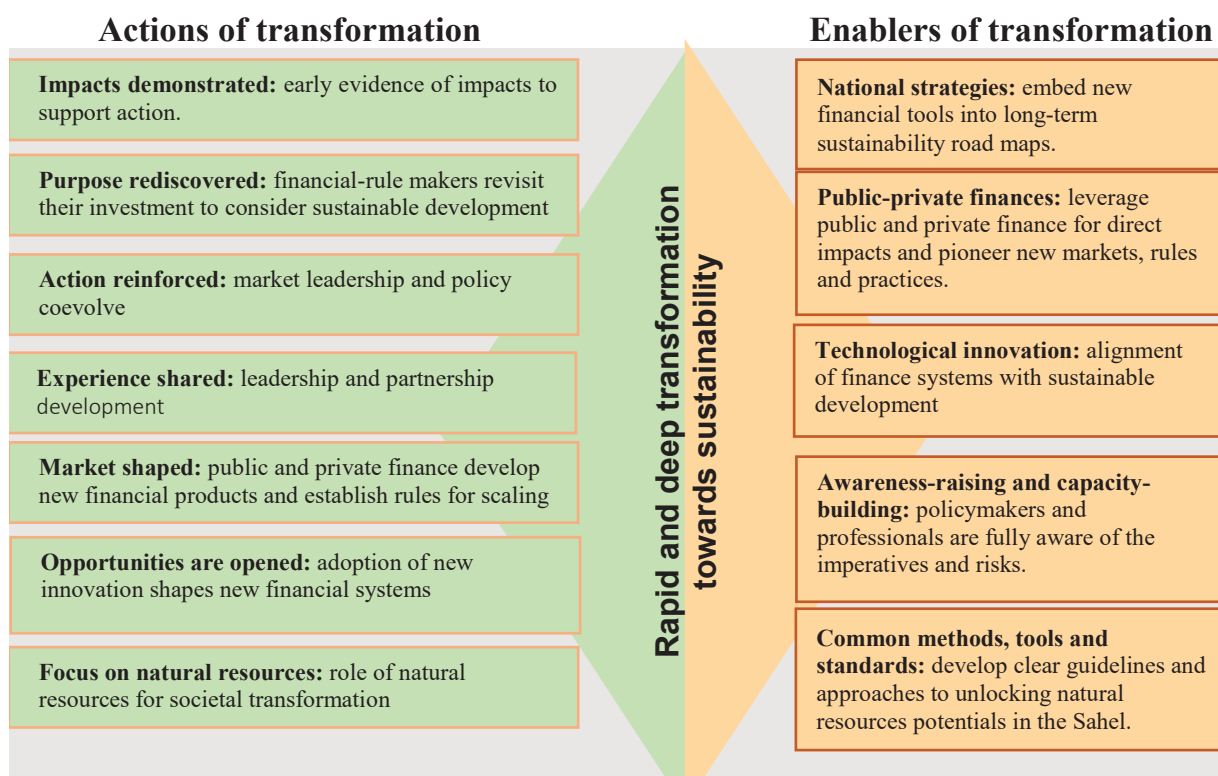 Actions of transformation
Impacts demonstrated: early evidence of impacts to
support action.
Purpose rediscovered: financial-rule makers revisit
their investment to consider sustainable development
Action reinforced: market leadership and policy
coevolve
Experience shared: leadership and partnership
development
Market shaped: public and private finance develop
new financial products and establish rules for scaling
Opportunities are opened: adoption of new
innovation shapes new financial systems
Focus on natural resources: role of natural
resources for societal transformation
Rapid and deep transformation
towards sustainability
Enablers of transformation
National strategies: embed new
financial tools into long-term
sustainability road maps.
Public-private finances: leverage
public and private finance for direct
impacts and pioneer new markets, rules
and practices.
Technological innovation: alignment
of finance systems with sustainable
development
Awareness-raising and capacity-
building: policymakers and
professionals are fully aware of the
imperatives and risks.
Common methods, tools and
standards: develop clear guidelines and
approaches to unlocking natural
resources potentials in the Sahel.